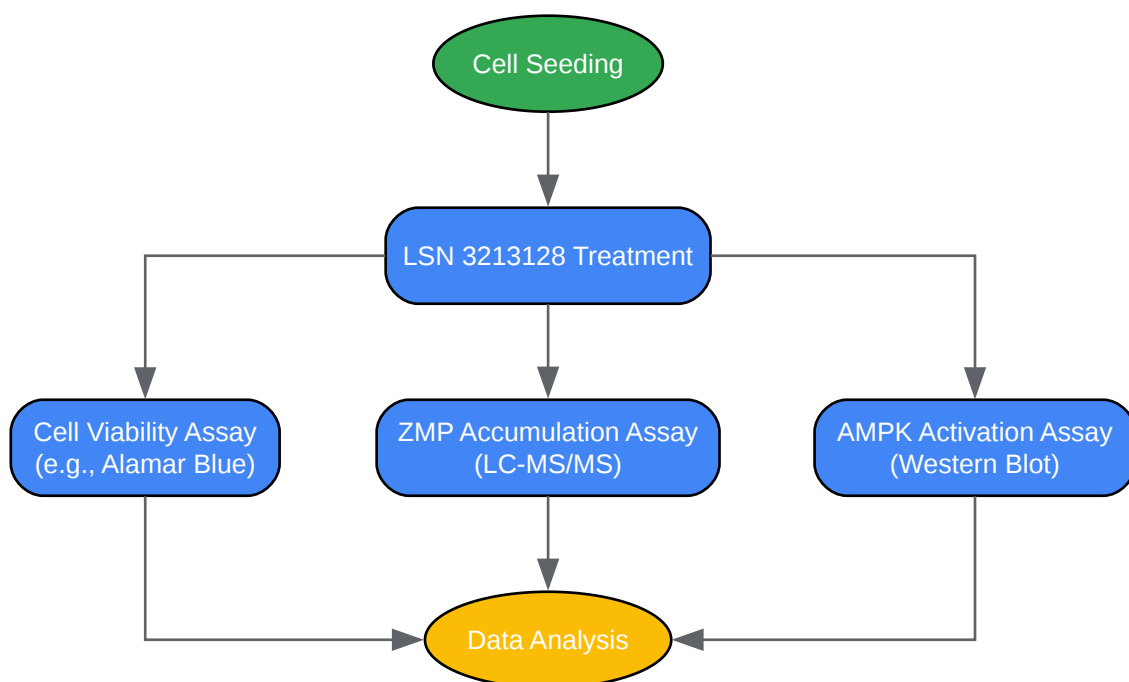 Cell Seeding
LSN 3213128 Treatment
Cell Viability Assay
(e.g., Alamar Blue)
ZMP Accumulation Assay
(LC-MS/MS)
AMPK Activation Assay
(Western Blot)
Data Analysis